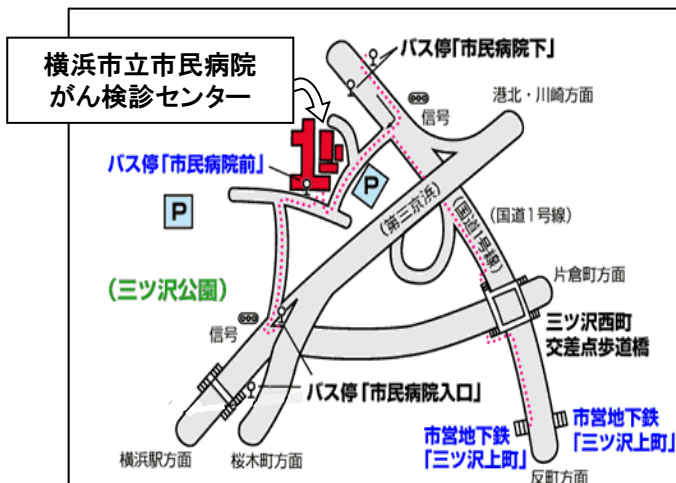 横浜市立市民病院
がん検診センター
バス停「市民病院下」
信号
港北・川崎方面
バス停「市民病院前」
P
P
(第三京浜)
(国道1号線)
(国道1号線)
(三ツ沢公園)
片倉町方面
信号
三ツ沢西町
交差点歩道橋
バス停「市民病院入口」
市営地下鉄
「三ツ沢上町」
市営地下鉄
「三ツ沢上町」
横浜駅方面
桜木町方面
反町方面